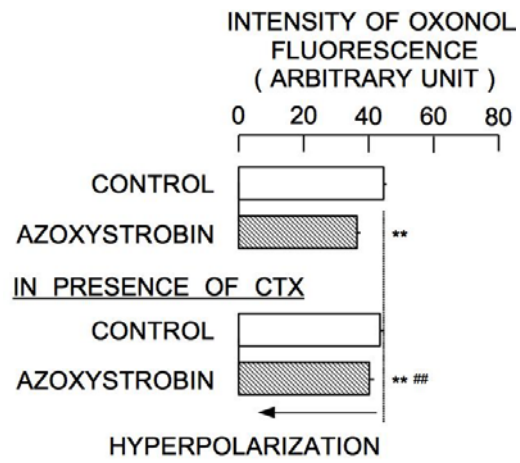 INTENSITY OF OXONOL
FLUORESCENCE
( ARBITRARY UNIT )
0 20 40 60 80
CONTROL
AZOXYSTROBIN **
IN PRESENCE OF CTX
CONTROL
AZOXYSTROBIN ** ##
HYPERPOLARIZATION